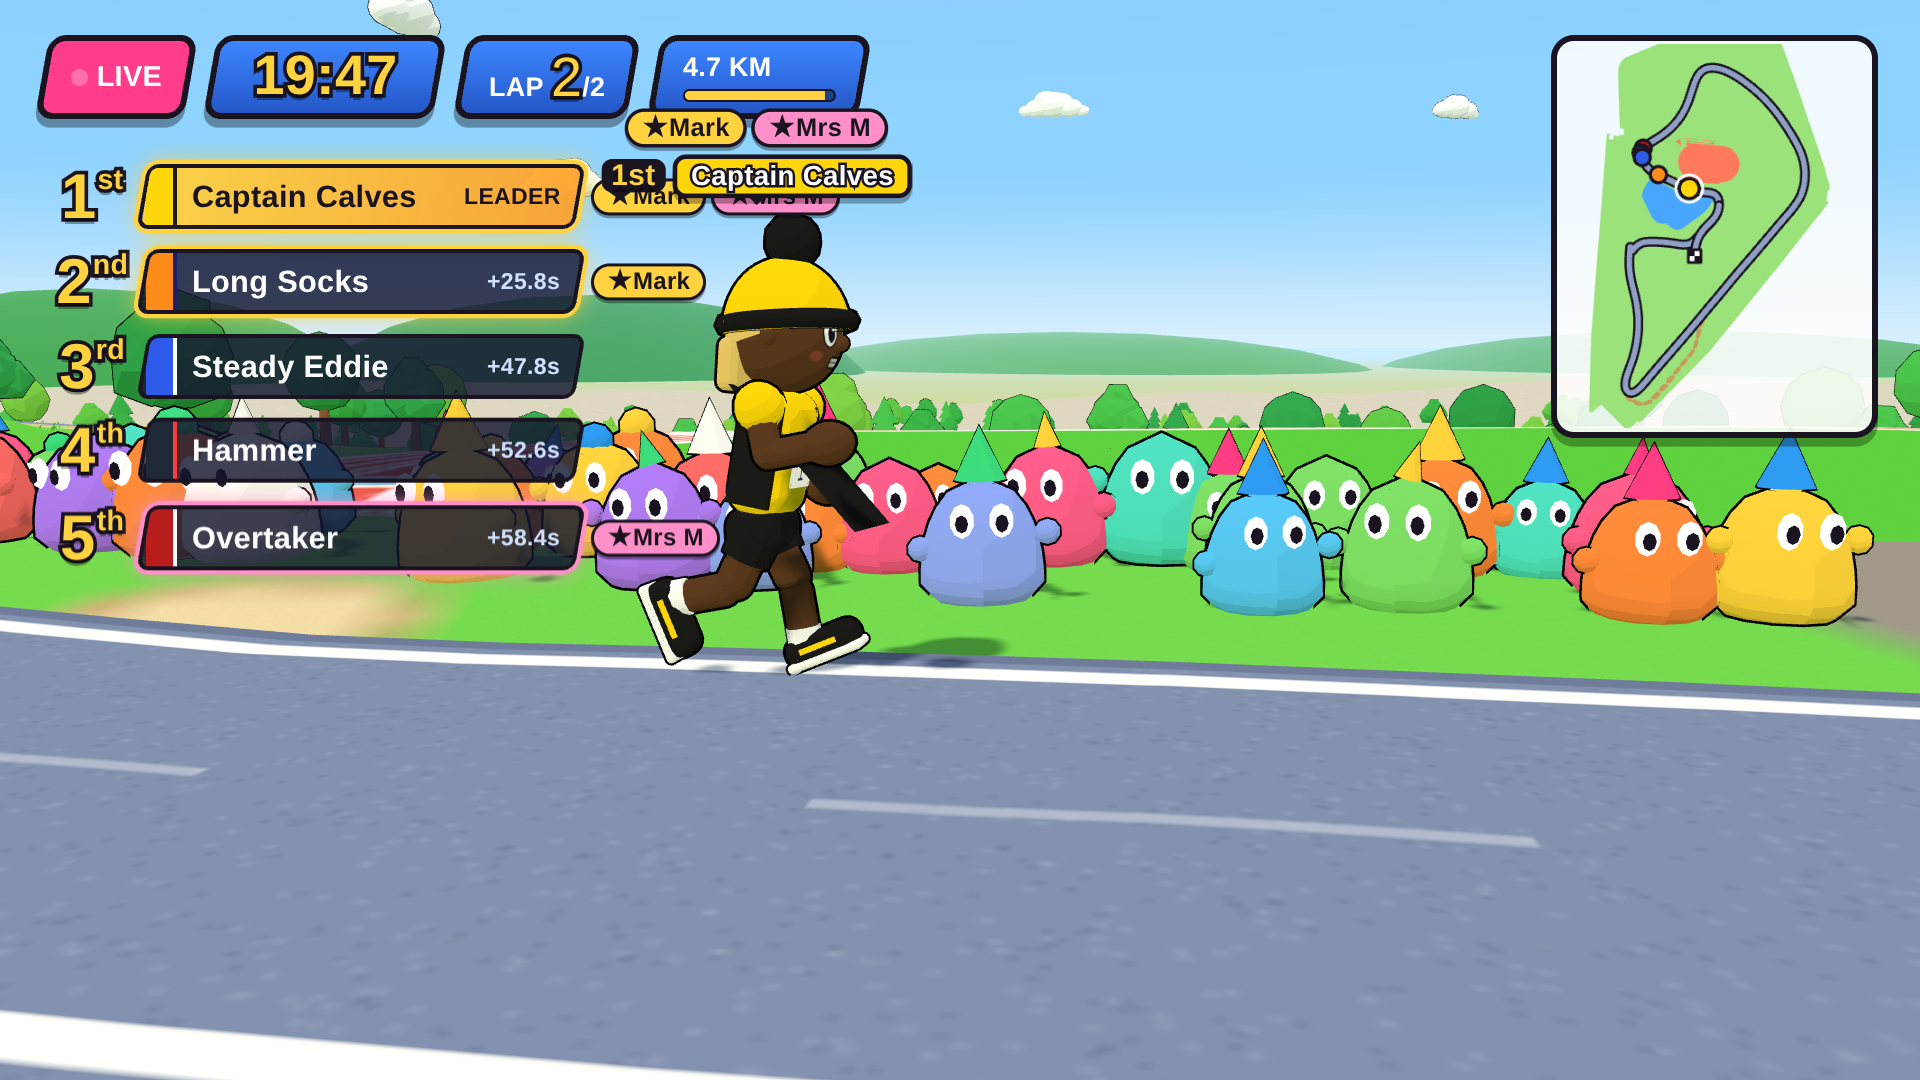 LIVE
19:47
LAP 2/2
4.7 KM
★Mark ★Mrs M
1st Captain Calves
1st Captain Calves LEADER ★Mark ★Mrs M
2nd Long Socks +25.8s ★Mark
3rd Steady Eddie +47.8s
4th Hammer +52.6s
5th Overtaker +58.4s ★Mrs M